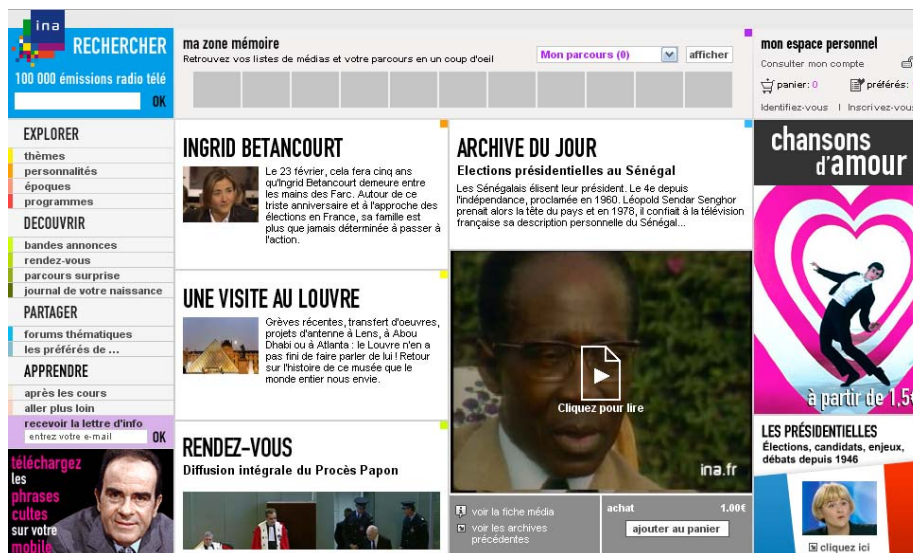 ina
RECHERCHER
100 000 émissions radio télé
OK
ma zone mémoire
Retrouvez vos listes de médias et votre parcours en un coup d'oeil
Mon parcours (0)
afficher
mon espace personnel
Consulter mon compte
panier: 0
préférés:
Identifiez-vous | Inscrivez-vous
EXPLORER
thèmes
personnalités
époques
programmes
DECOUVRIR
bandes annonces
rendez-vous
parcours surprise
journal de votre naissance
PARTAGER
forums thématiques
les préférés de ...
APPRENDRE
après les cours
aller plus loin
recevoir la lettre d'info
entrez votre e-mail
OK
téléchargez
les
phrases
cultes
sur votre
mobile
INGRID BETANCOURT
Le 23 février, cela fera cinq ans
qu'Ingrid Betancourt demeure entre
les mains des Farc. Autour de ce
triste anniversaire et à l'approche des
élections en France, sa famille est
plus que jamais déterminée à passer à
l'action.
UNE VISITE AU LOUVRE
Grèves récentes, transfert d'oeuvres,
projets d'antenne à Lens, à Abou
Dhabi ou à Atlanta : le Louvre n'en a
pas fini de faire parler de lui ! Retour
sur l'histoire de ce musée que le
monde entier nous envie.
RENDEZ-VOUS
Diffusion intégrale du Procès Papon
ARCHIVE DU JOUR
Elections présidentielles au Sénégal
Les Sénégalais élisent leur président. Le 4e depuis
l'indépendance, proclamée en 1960. Léopold Sendar Senghor
prenait alors la tête du pays et en 1978, il confiait à la télévision
française sa description personnelle du Sénégal...
Cliquez pour lire
ina.fr
voir la fiche média
voir les archives
précédentes
achat
1.00€
ajouter au panier
chansons
d'amour
à partir de 1,5€
LES PRÉSIDENTIELLES
Élections, candidats, enjeux,
débats depuis 1946
cliquez ici